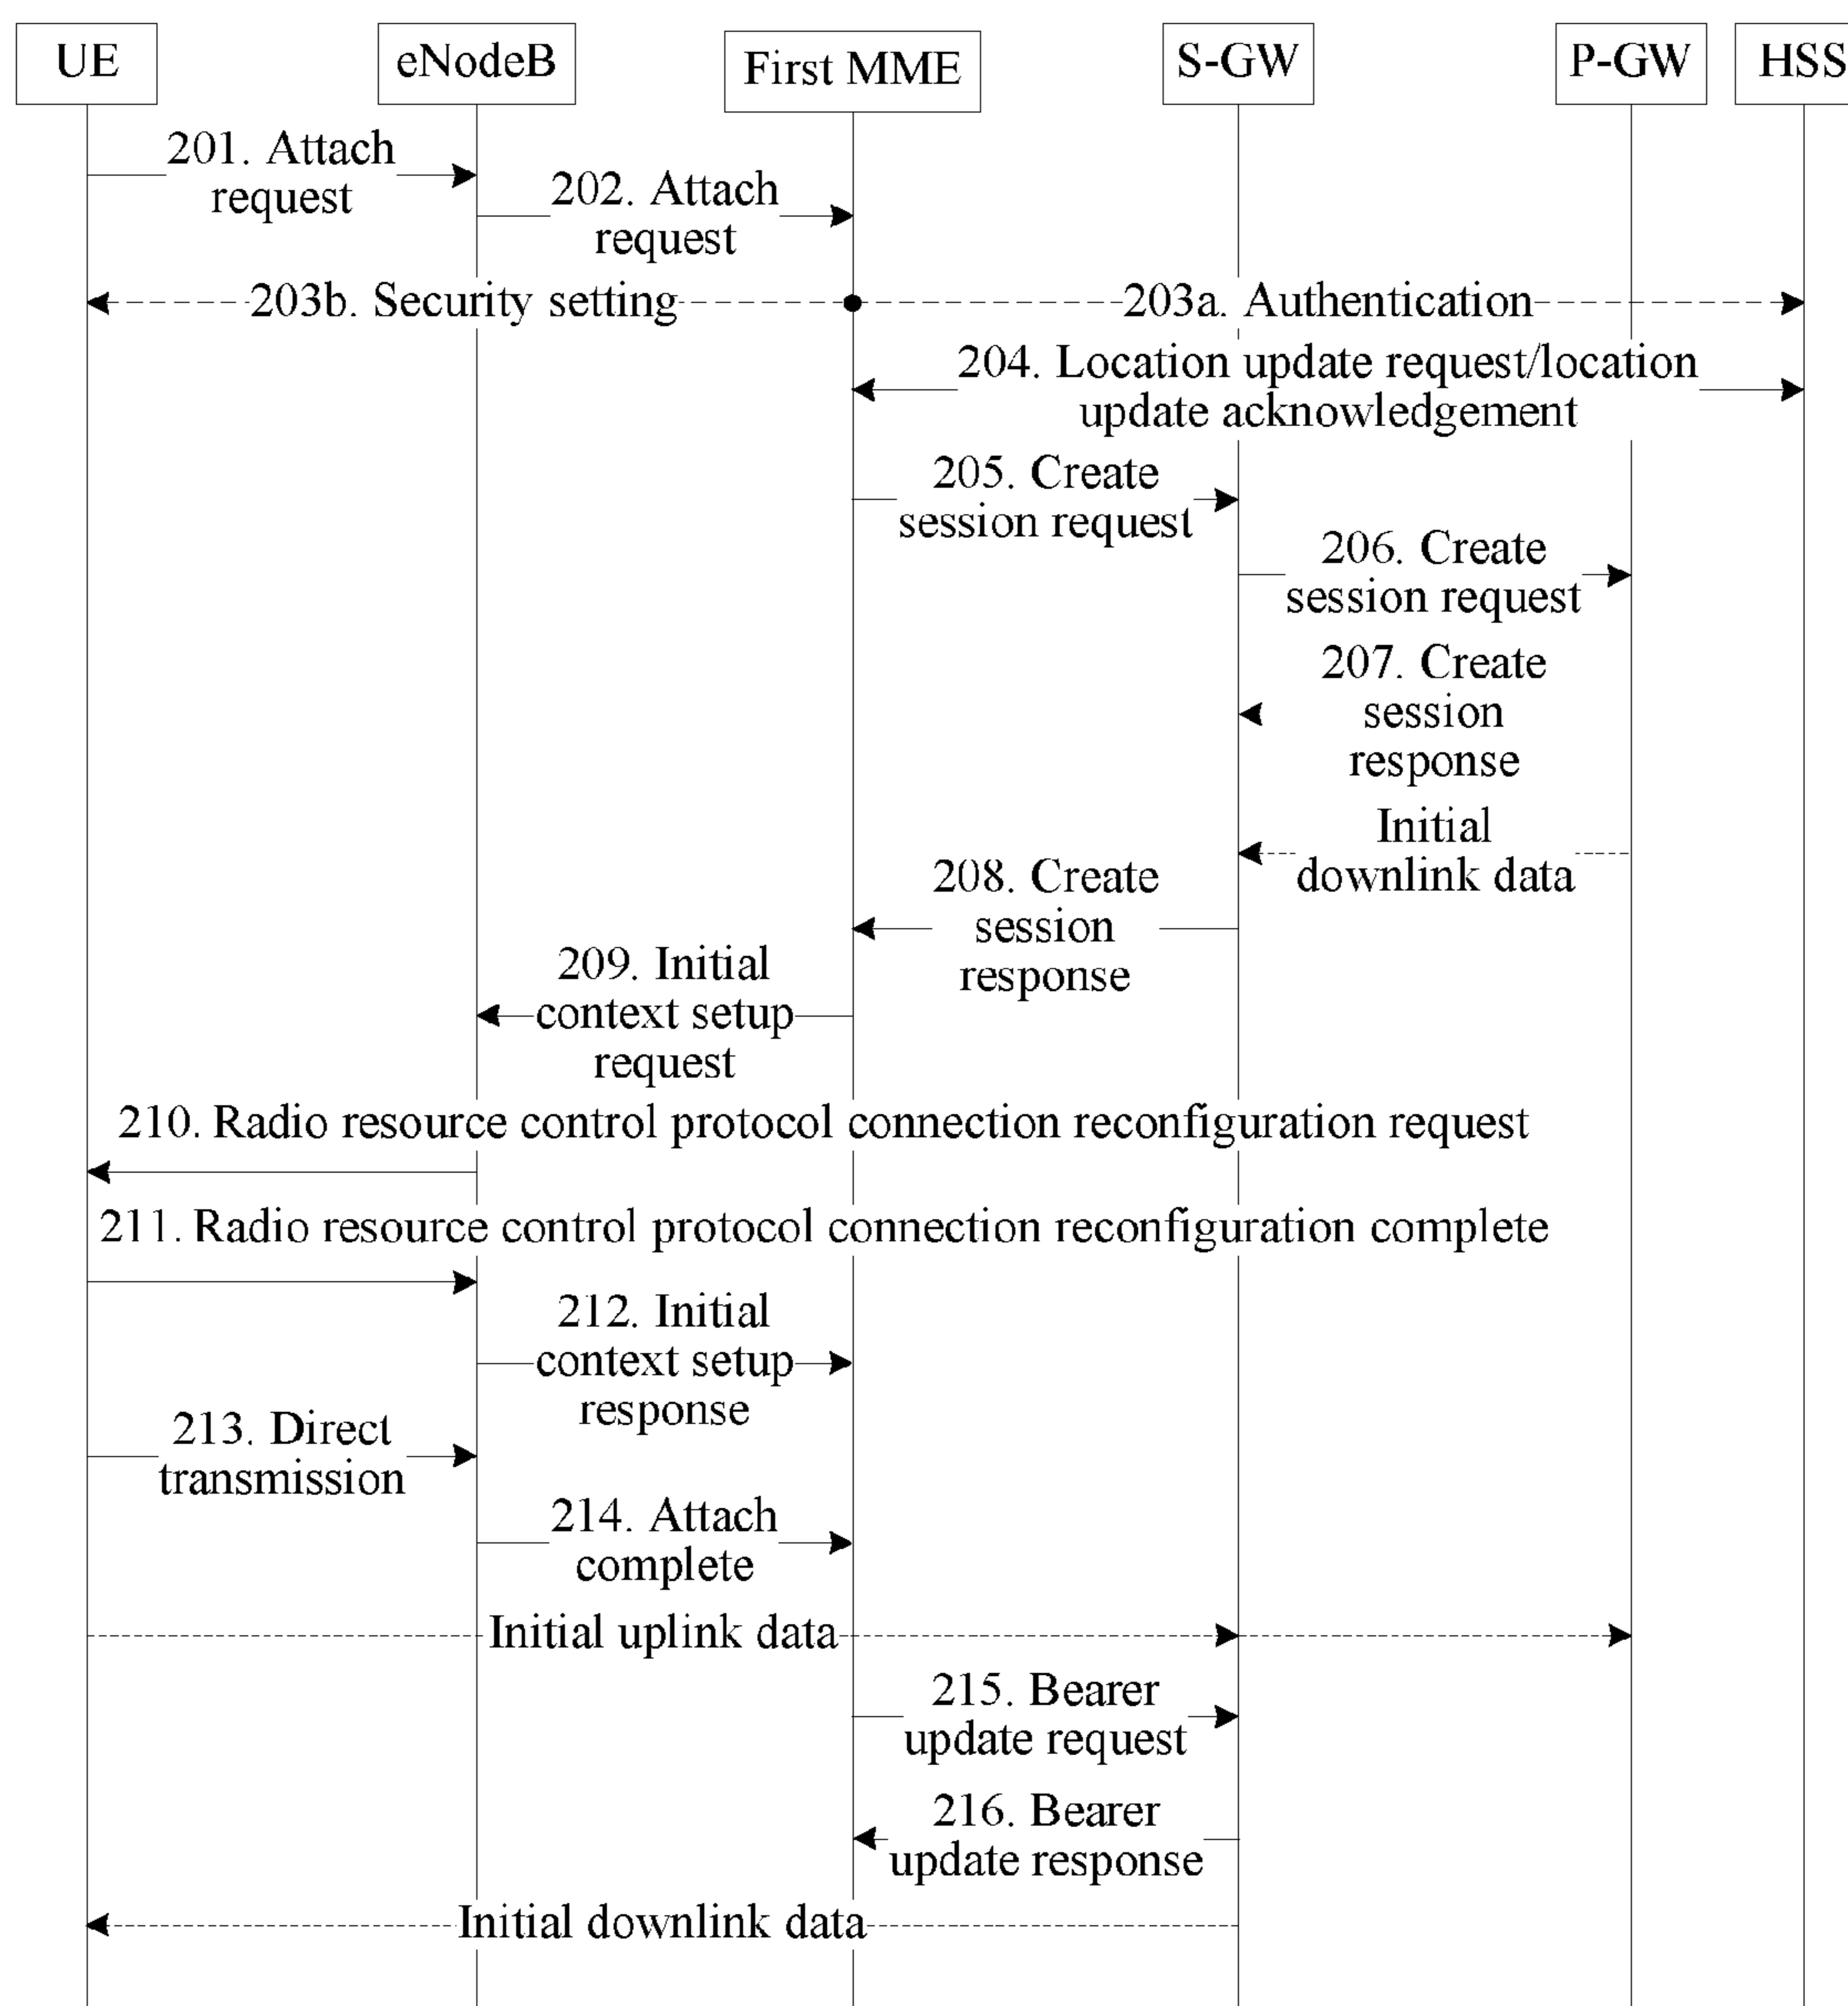 UE
eNodeB
First MME
S-GW
P-GW
HSS
201. Attach
request
202. Attach
request
203b. Security setting
203a. Authentication
204. Location update request/location
update acknowledgement
205. Create
session request
206. Create
session request
207. Create
session
response
Initial
downlink data
208. Create
session
response
209. Initial
context setup
request
210. Radio resource control protocol connection reconfiguration request
211. Radio resource control protocol connection reconfiguration complete
212. Initial
context setup
response
213. Direct
transmission
214. Attach
complete
Initial uplink data
215. Bearer
update request
216. Bearer
update response
Initial downlink data